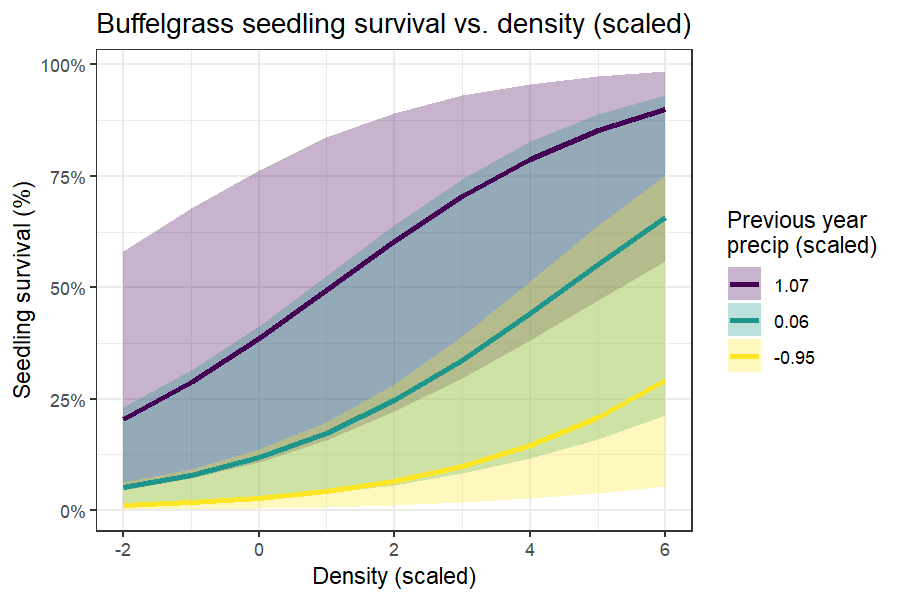 Buffelgrass seedling survival vs. density (scaled)
Seedling survival (%)
100%
75%
50%
25%
0%
-2
0
2
4
6
Density (scaled)
Previous year
precip (scaled)
1.07
0.06
-0.95